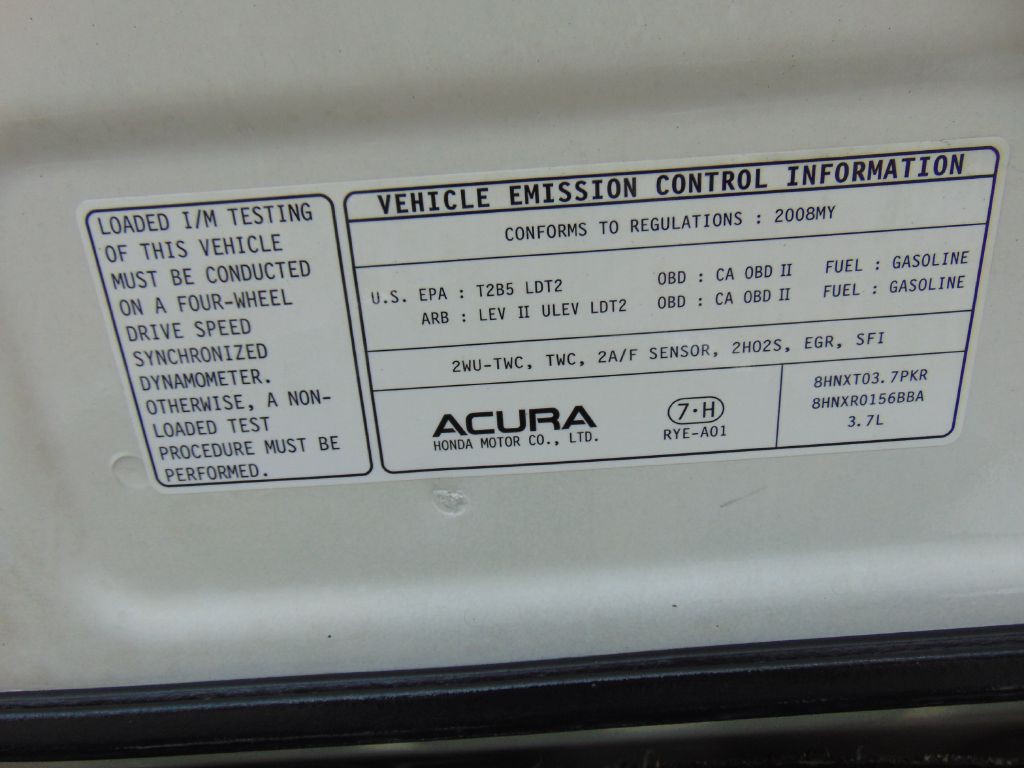 LOADED I/M TESTING
OF THIS VEHICLE
MUST BE CONDUCTED
ON A FOUR-WHEEL
DRIVE SPEED
SYNCHRONIZED
DYNAMOMETER.
OTHERWISE, A NON-
LOADED TEST
PROCEDURE MUST BE
PERFORMED.
VEHICLE EMISSION CONTROL INFORMATION
CONFORMS TO REGULATIONS : 2008MY
U.S. EPA : T2B5 LDT2 OBD : CA OBD II FUEL : GASOLINE
ARB : LEV II ULEV LDT2 OBD : CA OBD II FUEL : GASOLINE
2WU-TWC, TWC, 2A/F SENSOR, 2HO2S, EGR, SFI
ACURA
HONDA MOTOR CO., LTD.
7·H
RYE-A01
8HNXT03.7PKR
8HNXR0156BBA
3.7L